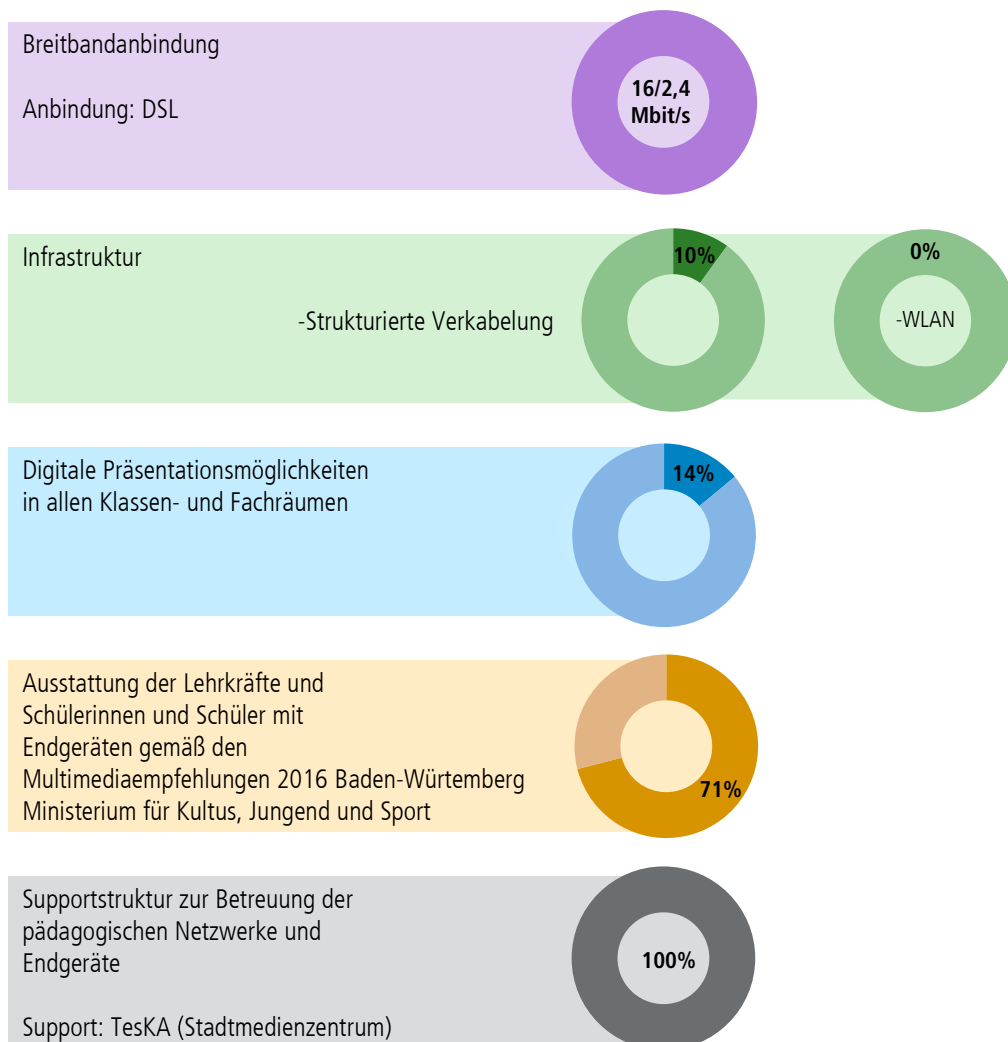 Breitbandanbindung
Anbindung: DSL
16/2,4
Mbit/s
Infrastruktur
-Strukturierte Verkabelung
10%
0%
-WLAN
Digitale Präsentationsmöglichkeiten
in allen Klassen- und Fachräumen
14%
Ausstattung der Lehrkräfte und
Schülerinnen und Schüler mit
Endgeräten gemäß den
Multimediaempfehlungen 2016 Baden-Würtemberg
Ministerium für Kultus, Jungend und Sport
71%
Supportstruktur zur Betreuung der
pädagogischen Netzwerke und
Endgeräte
100%
Support: TesKA (Stadtmedienzentrum)